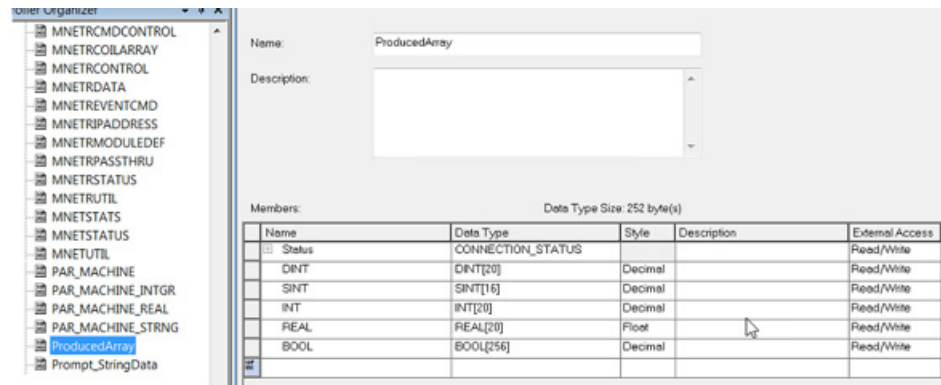 roller Organizer
MNETRCMDCONTROL
MNETRCOILARRAY
MNETRCONTROL
MNETRDATA
MNETREVENTCMD
MNETRIPADDRESS
MNETRMODULEDEF
MNETRPASSTHRU
MNETRSTATUS
MNETRUTIL
MNETSTATS
MNETSTATUS
MNETUTIL
PAR_MACHINE
PAR_MACHINE_INTGR
PAR_MACHINE_REAL
PAR_MACHINE_STRNG
ProducedArray
Prompt_StringData
Name: ProducedArray
Description:
Members: Data Type Size: 252 byte(s)
Name Data Type Style Description External Access
Status CONNECTION_STATUS Read/Write
DINT DINT[20] Decimal Read/Write
SINT SINT[16] Decimal Read/Write
INT INT[20] Decimal Read/Write
REAL REAL[20] Float Read/Write
BOOL BOOL[256] Decimal Read/Write